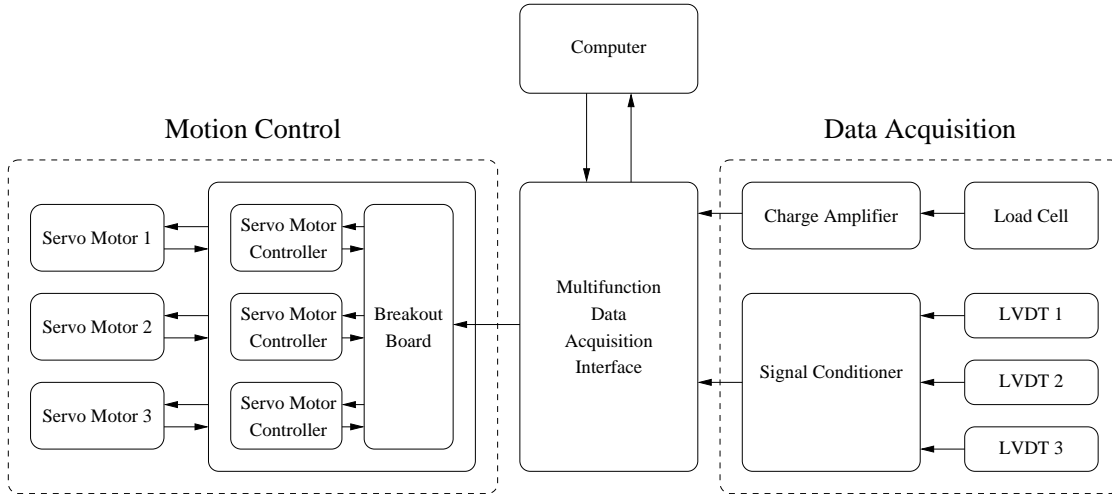 Computer
Motion Control
Data Acquisition
Servo Motor 1
Servo Motor 2
Servo Motor 3
Servo Motor
Controller
Servo Motor
Controller
Servo Motor
Controller
Breakout
Board
Multifunction
Data
Acquisition
Interface
Charge Amplifier
Load Cell
Signal Conditioner
LVDT 1
LVDT 2
LVDT 3